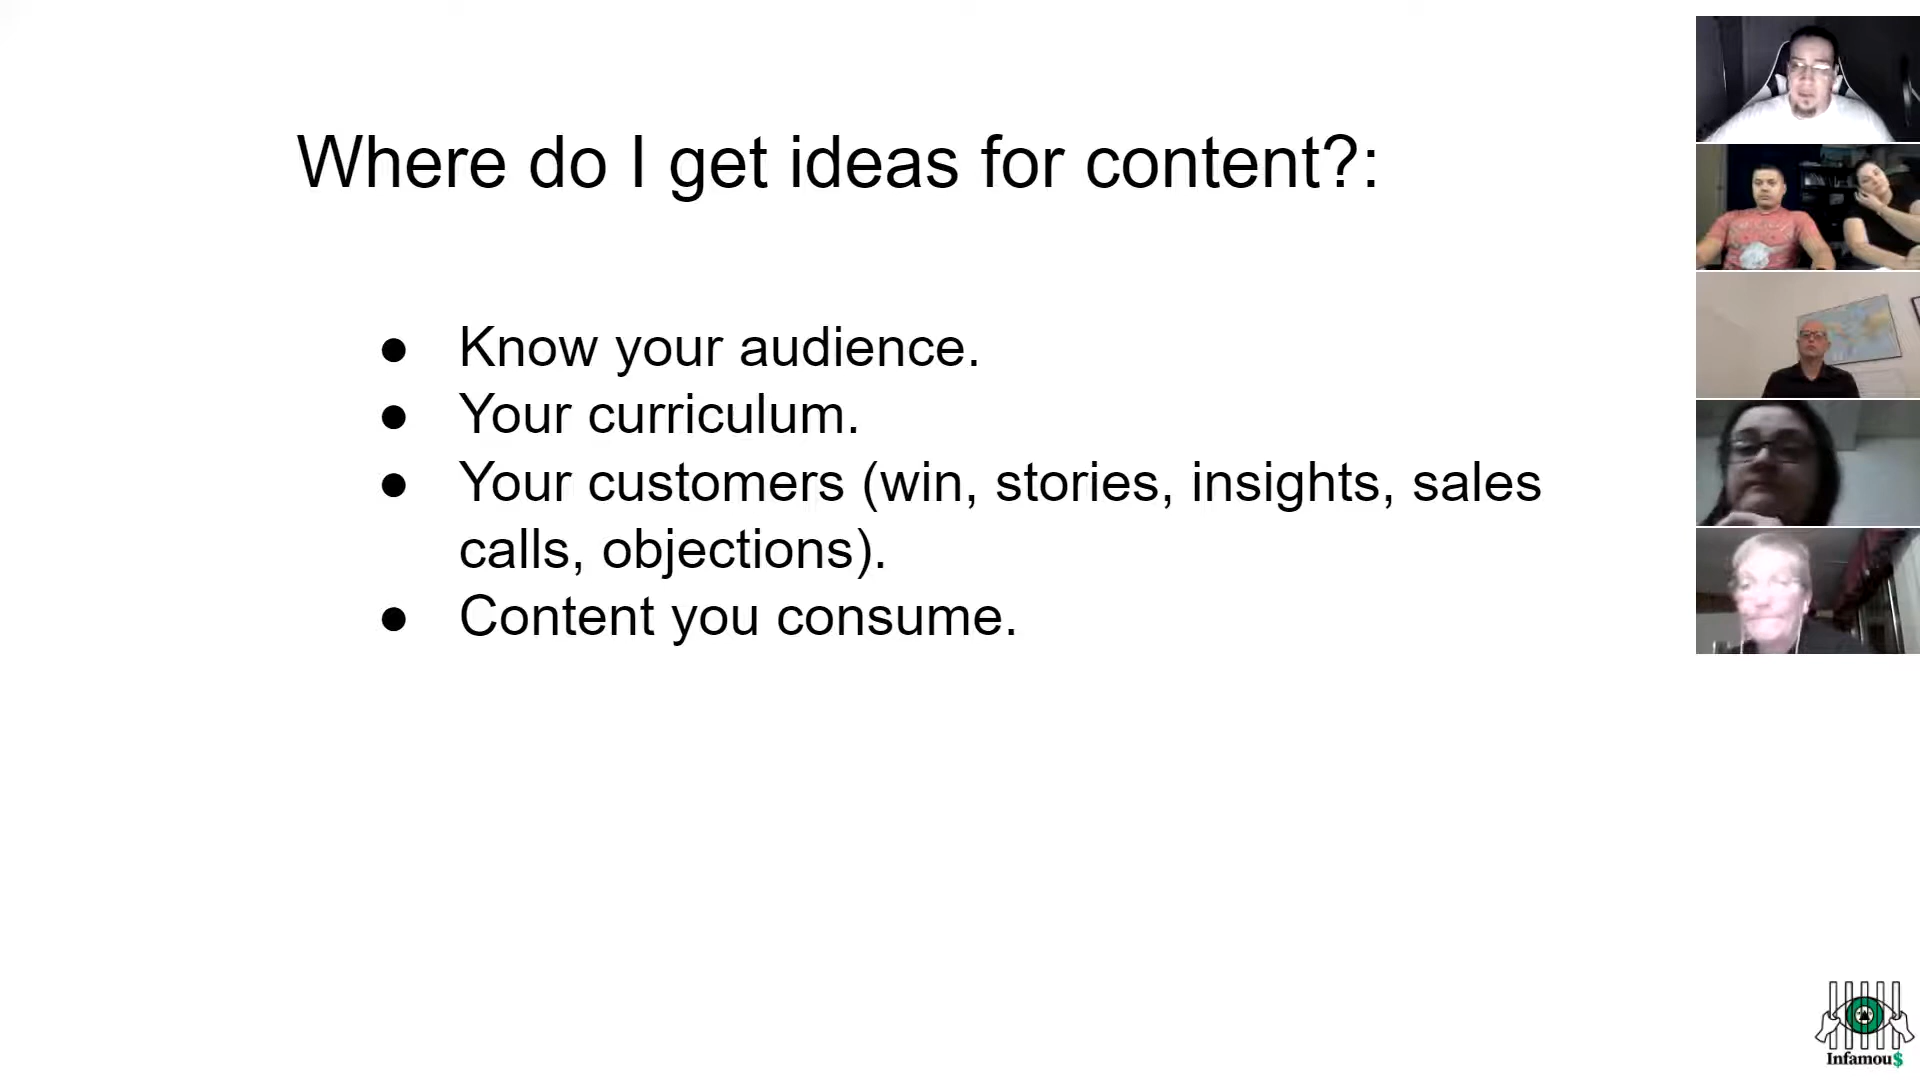 Where do I get ideas for content?:
● Know your audience.
● Your curriculum.
● Your customers (win, stories, insights, sales
calls, objections).
● Content you consume.
Infamou$